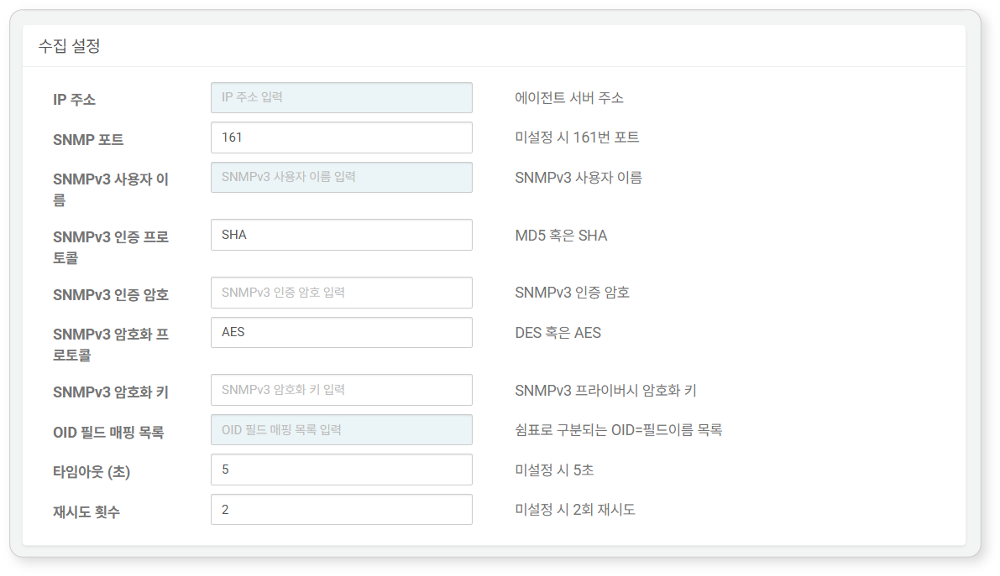 수집 설정
IP 주소 IP 주소 입력 에이전트 서버 주소
SNMP 포트 161 미설정 시 161번 포트
SNMPv3 사용자 이 SNMPv3 사용자 이름 입력 SNMPv3 사용자 이름
름
SNMPv3 인증 프로 SHA MD5 혹은 SHA
토콜
SNMPv3 인증 암호 SNMPv3 인증 암호 입력 SNMPv3 인증 암호
SNMPv3 암호화 프 AES DES 혹은 AES
로토콜
SNMPv3 암호화 키 SNMPv3 암호화 키 입력 SNMPv3 프라이버시 암호화 키
OID 필드 매핑 목록 OID 필드 매핑 목록 입력 쉼표로 구분되는 OID=필드이름 목록
타임아웃 (초) 5 미설정 시 5초
재시도 횟수 2 미설정 시 2회 재시도